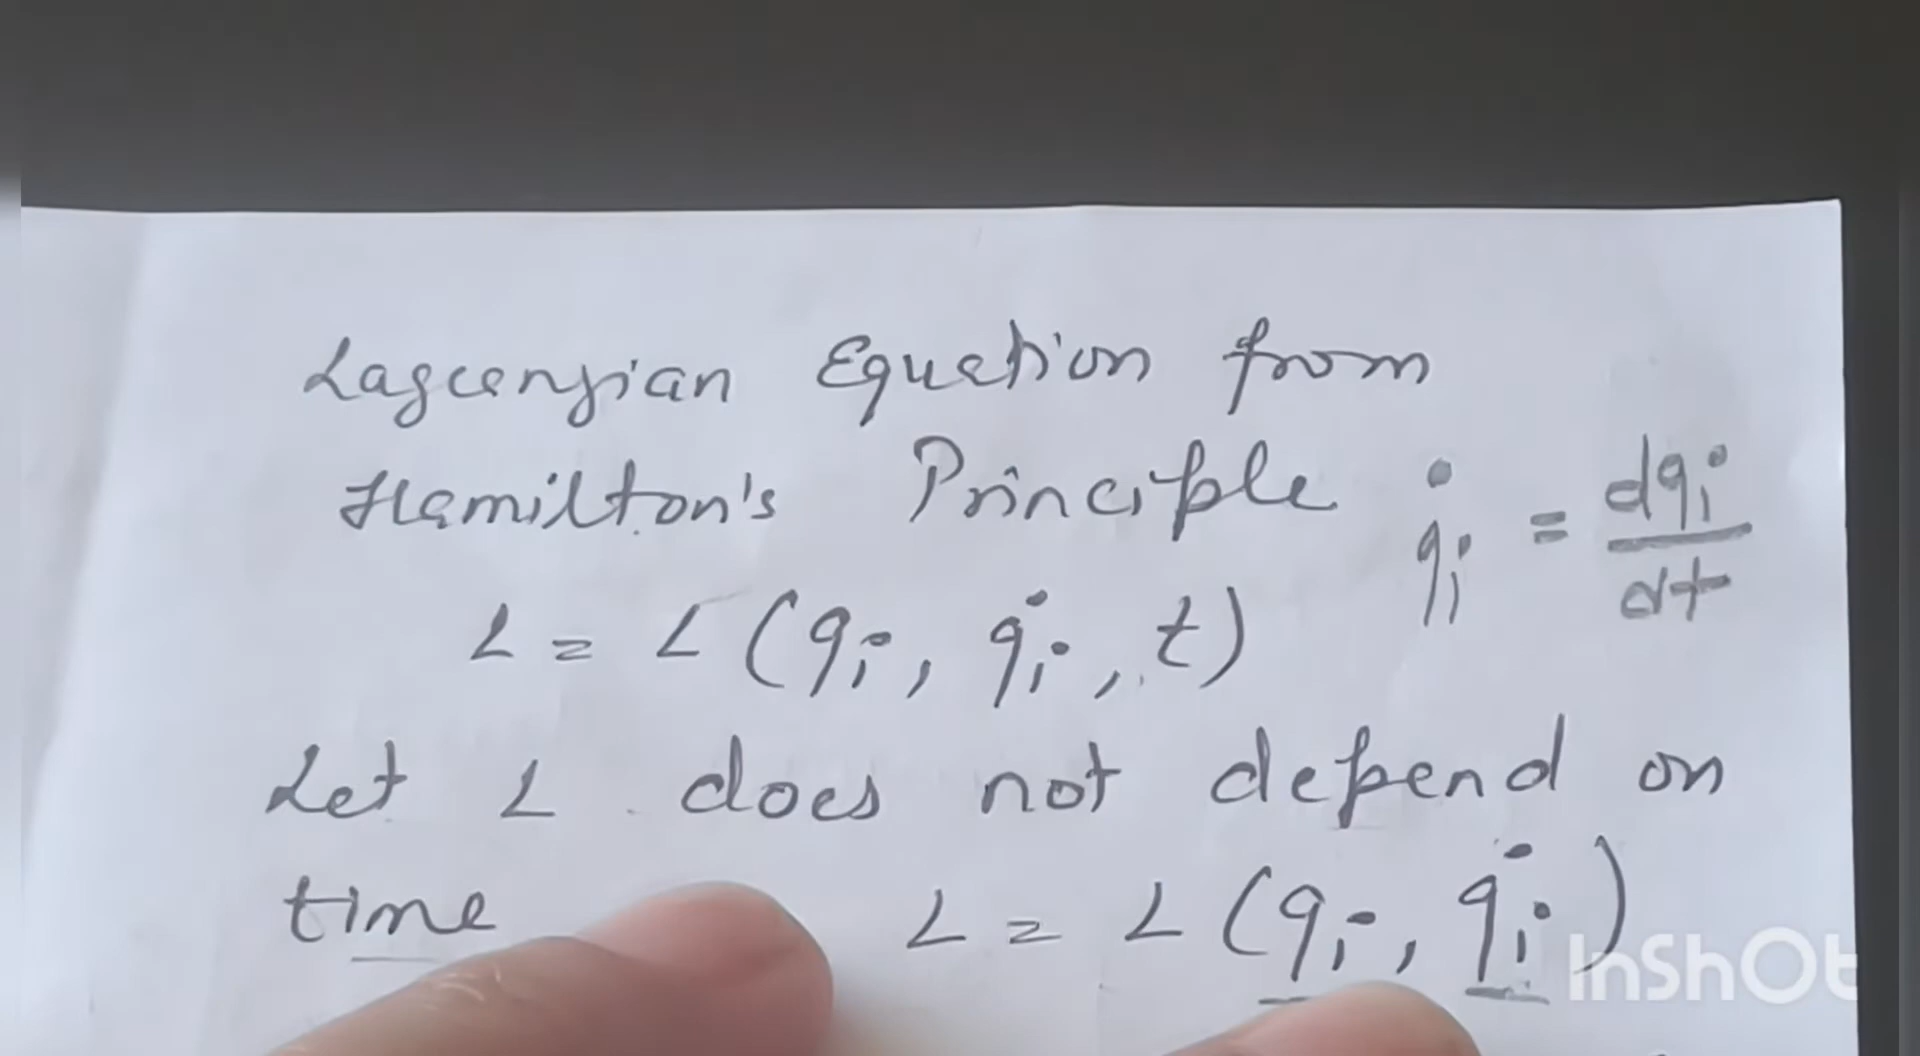 Lagrangian Equation from
Hamilton's Principle q̇i = dqi/dt
L = L (qi, q̇i, t)
Let L does not depend on
time L = L (qi, q̇i)
InShOt